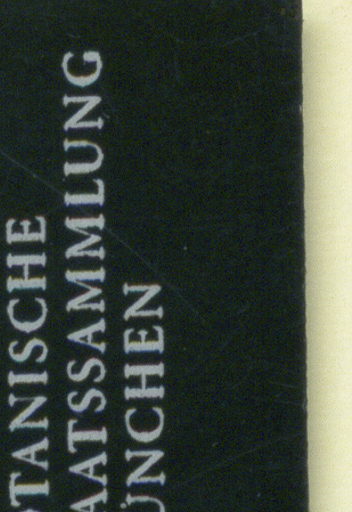 TANISCHE
AATSSAMMLUNG
ÜNCHEN